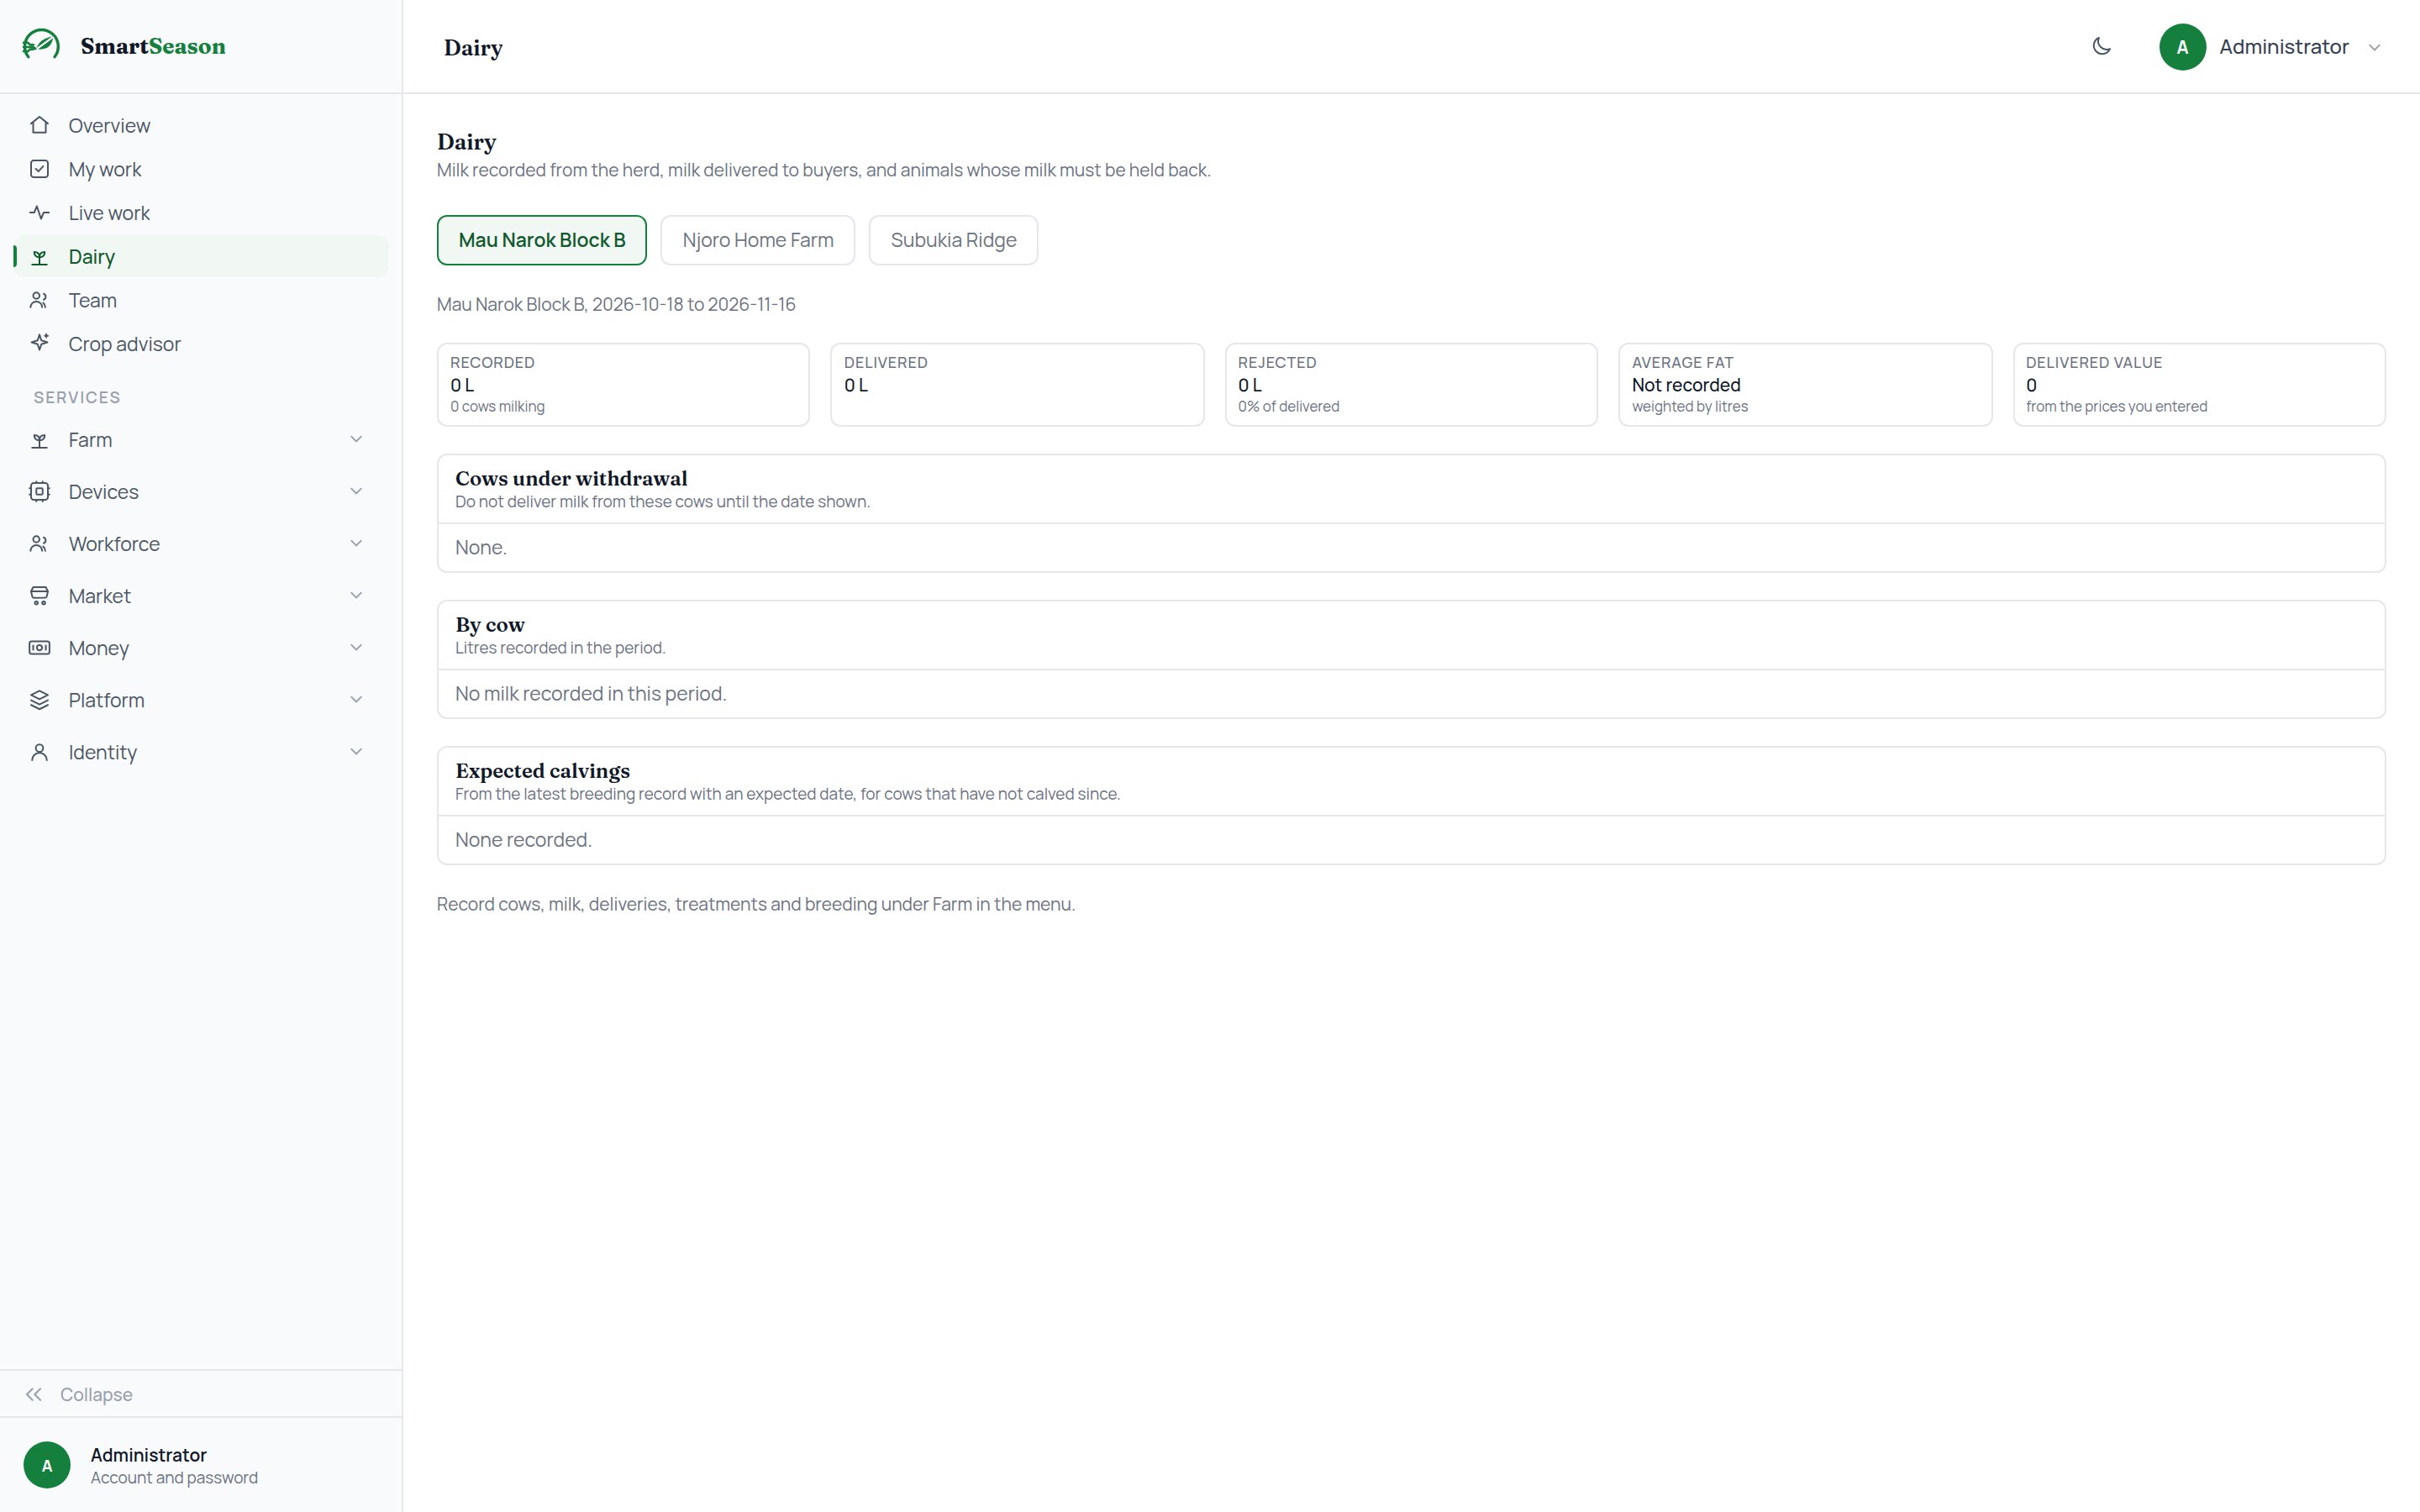 SmartSeason
Dairy
A
Administrator
Overview
My work
Live work
Dairy
Team
Crop advisor
SERVICES
Farm
Devices
Workforce
Market
Money
Platform
Identity
Collapse
A
Administrator
Account and password
Dairy
Milk recorded from the herd, milk delivered to buyers, and animals whose milk must be held back.
Mau Narok Block B
Njoro Home Farm
Subukia Ridge
Mau Narok Block B, 2026-10-18 to 2026-11-16
RECORDED
0 L
0 cows milking
DELIVERED
0 L
REJECTED
0 L
0% of delivered
AVERAGE FAT
Not recorded
weighted by litres
DELIVERED VALUE
0
from the prices you entered
Cows under withdrawal
Do not deliver milk from these cows until the date shown.
None.
By cow
Litres recorded in the period.
No milk recorded in this period.
Expected calvings
From the latest breeding record with an expected date, for cows that have not calved since.
None recorded.
Record cows, milk, deliveries, treatments and breeding under Farm in the menu.